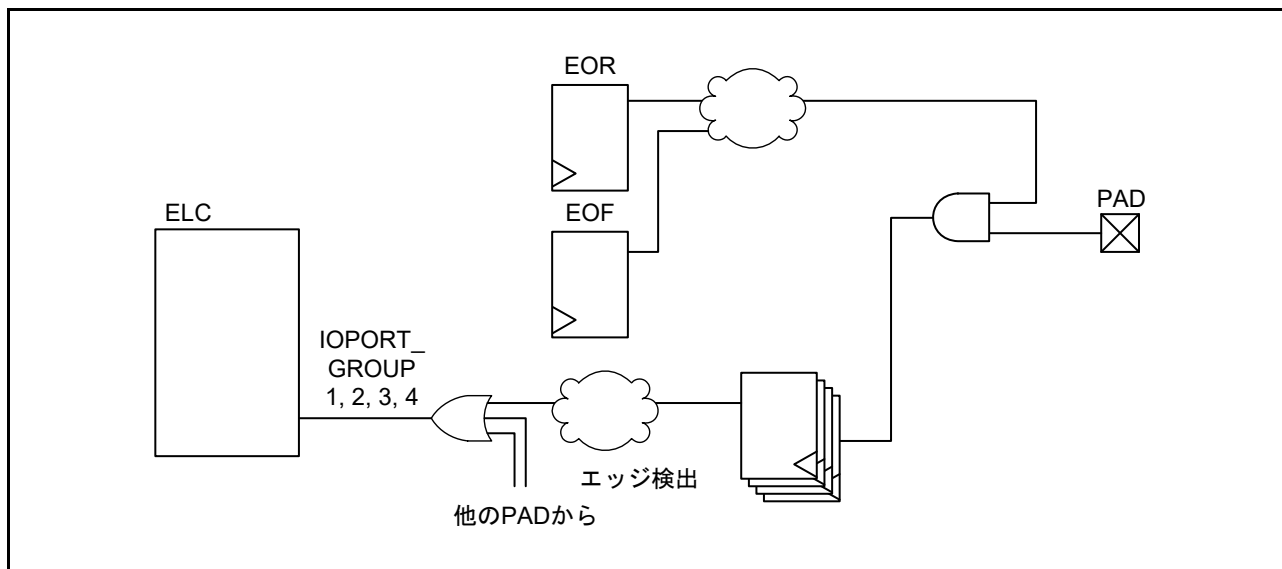 EOR
EOF
PAD
ELC
IOPORT_
GROUP
1, 2, 3, 4
エッジ検出
他のPADから